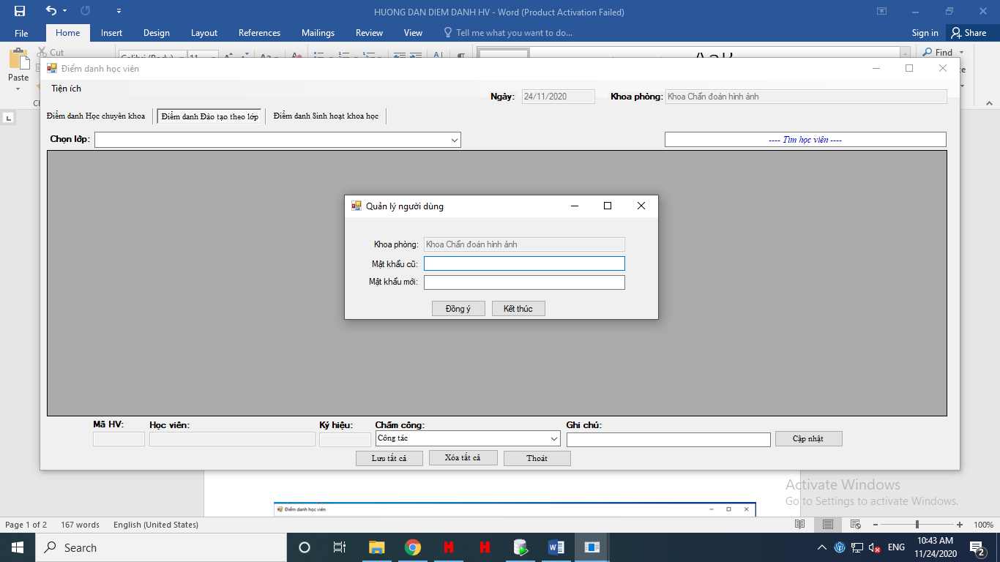 HUONG DAN DIEM DANH HV - Word (Product Activation Failed)
File Home Insert Design Layout References Mailings Review View Tell me what you want to do... Sign in Share
Cut
Paste
Find
Điểm danh học viên
Tiện ích
Ngày: 24/11/2020 Khoa phòng: Khoa Chẩn đoán hình ảnh
Điểm danh Học chuyên khoa Điểm danh Đào tạo theo lớp Điểm danh Sinh hoạt khoa học
Chọn lớp: ---- Tìm học viên ----
Quản lý người dùng
Khoa phòng: Khoa Chẩn đoán hình ảnh
Mật khẩu cũ:
Mật khẩu mới:
Đồng ý Kết thúc
Mã HV: Học viên: Ký hiệu: Chấm công: Ghi chú:
Công tác Cập nhật
Lưu tất cả Xóa tất cả Thoát
Activate Windows
Go to Settings to activate Windows.
Điểm danh học viên
Page 1 of 2 167 words English (United States) 100%
Search ENG 10:43 AM
11/24/2020 2